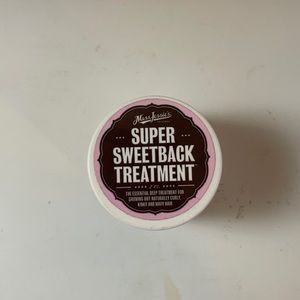 Miss Jessie's
SUPER
SWEETBACK
TREATMENT
THE ESSENTIAL DEEP TREATMENT FOR
GROWING OUT NATURALLY CURLY,
KINKY AND WAVY HAIR